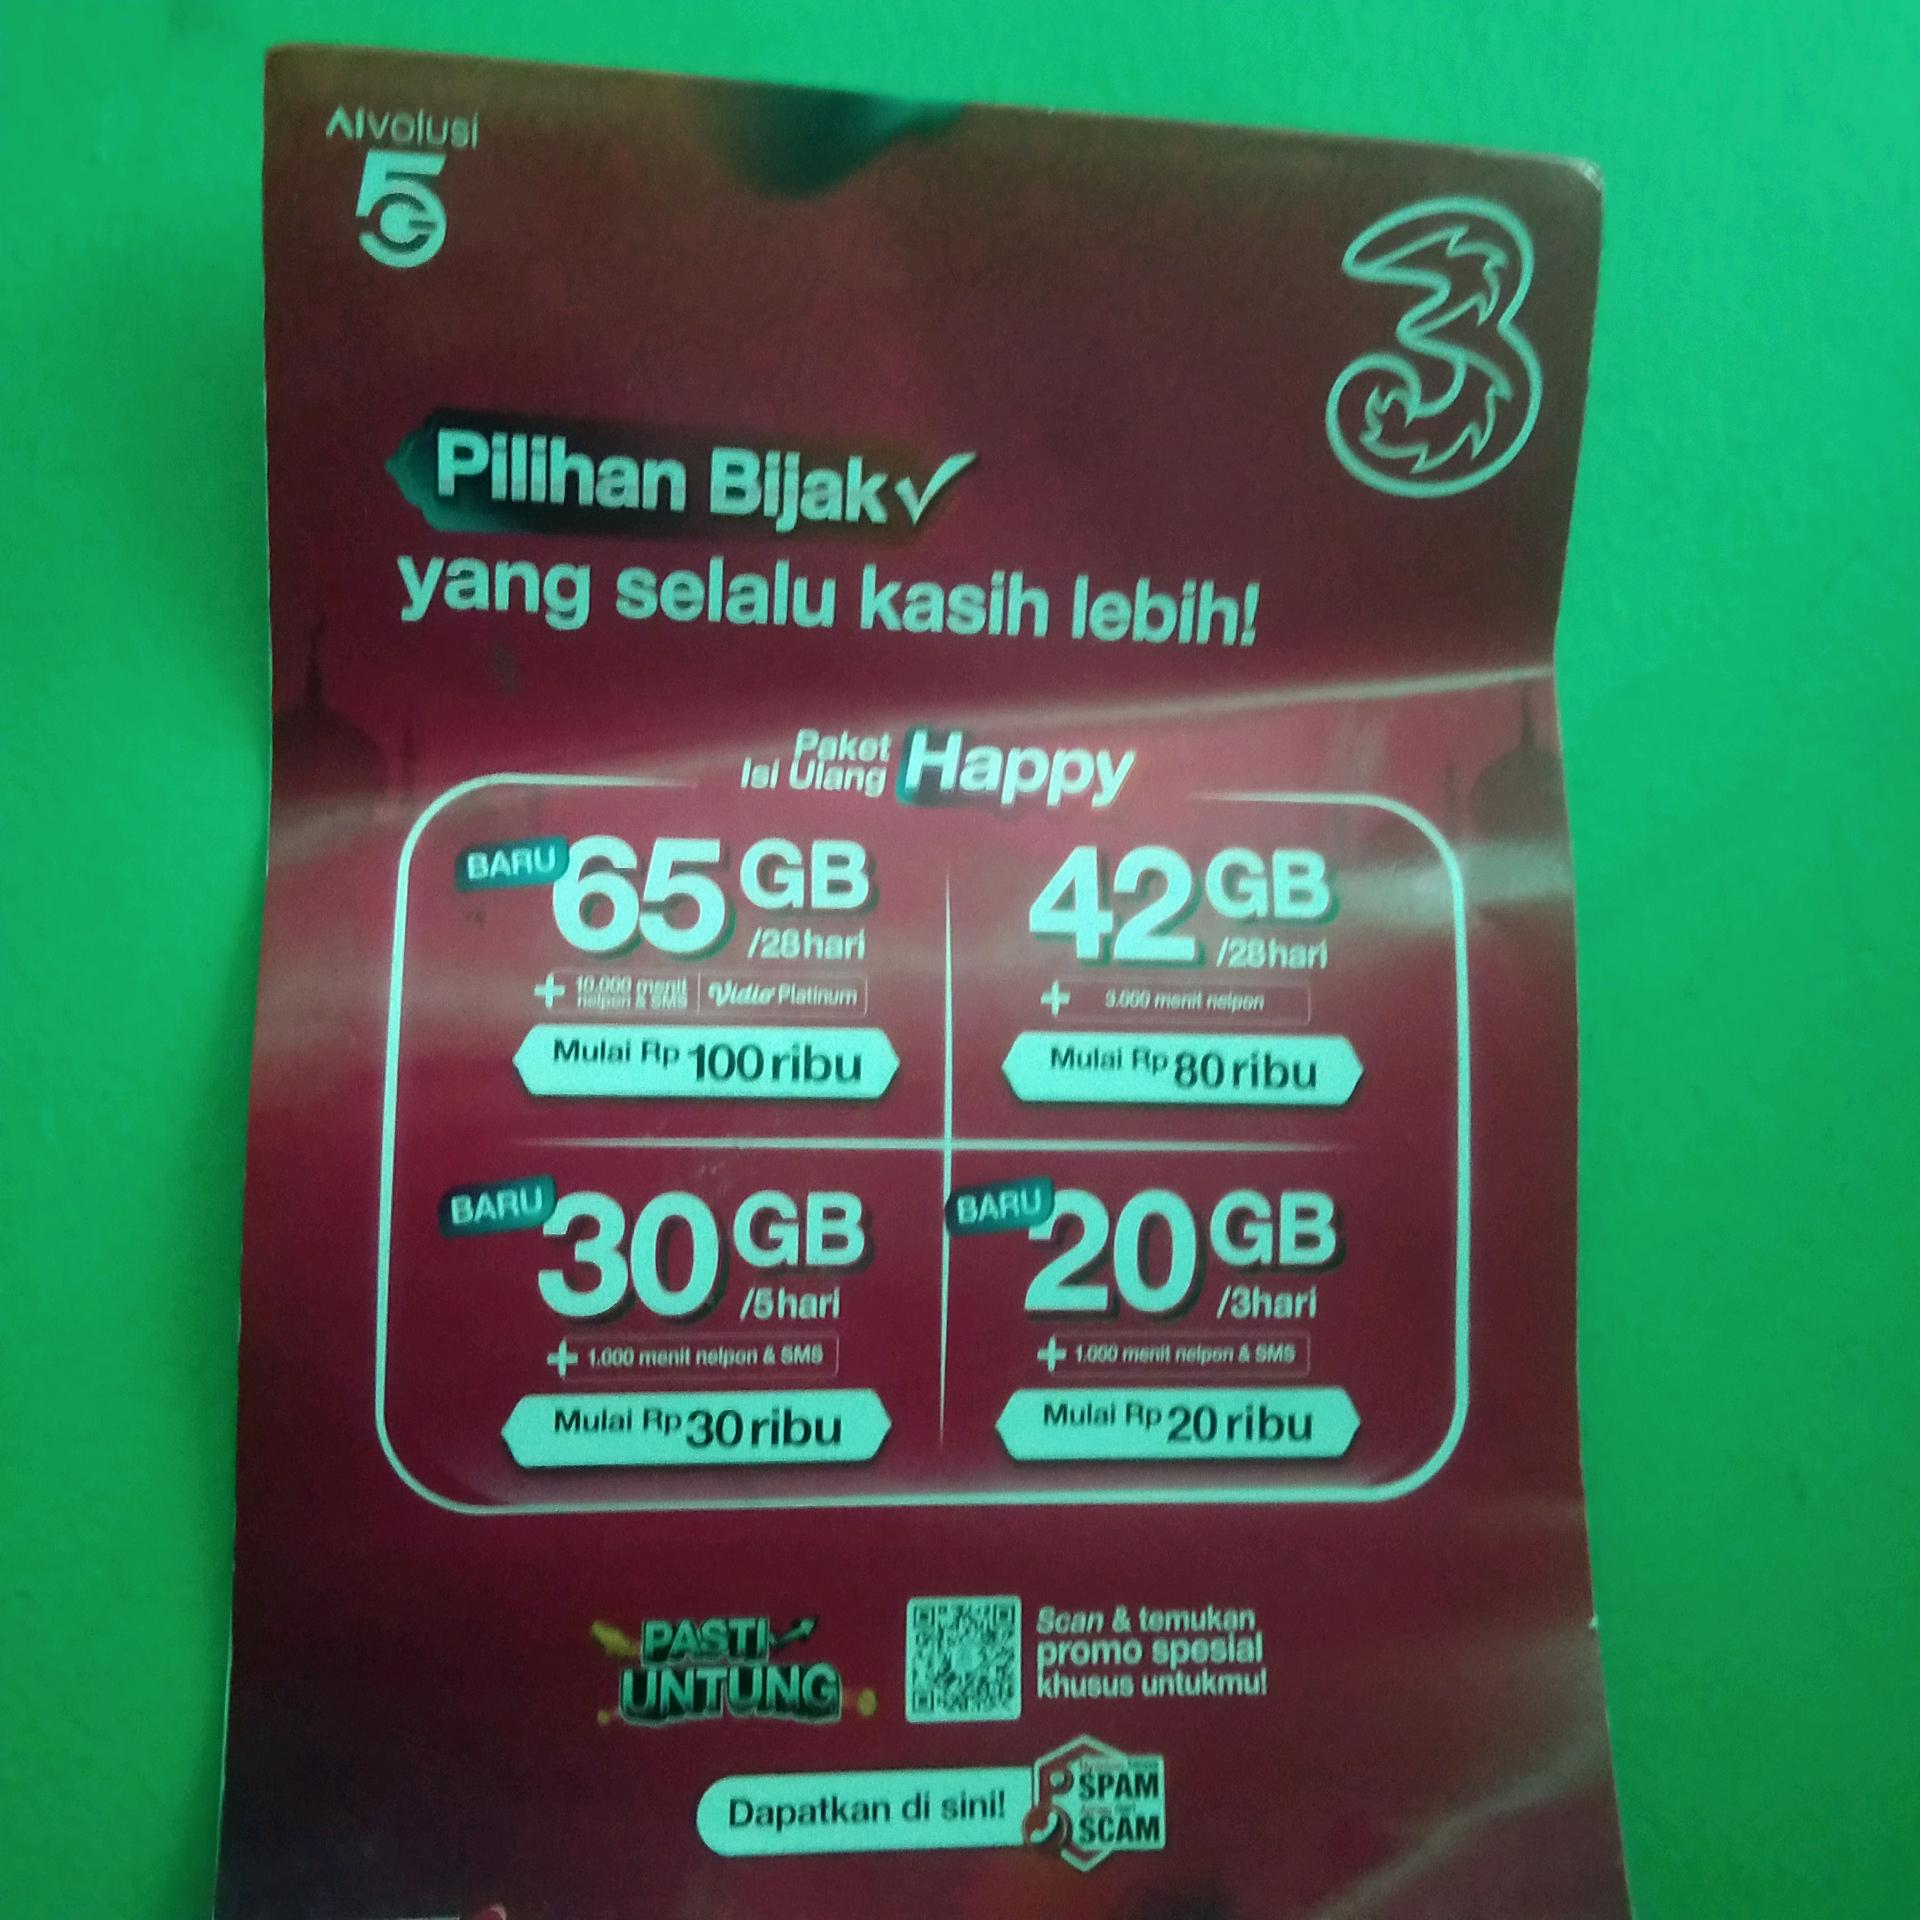 AIvolusi
5G
3
Pilihan Bijak✓
yang selalu kasih lebih!
Paket
Isi Ulang
Happy
BARU
65 GB
/28hari
+ 10.000 menit
nelpon & SMS
Vidio Platinum
Mulai Rp 100 ribu
42 GB
/28hari
+ 3.000 menit nelpon
Mulai Rp 80 ribu
BARU
30 GB
/5hari
+ 1.000 menit nelpon & SMS
Mulai Rp 30 ribu
BARU
20 GB
/3hari
+ 1.000 menit nelpon & SMS
Mulai Rp 20 ribu
PASTI
UNTUNG
Scan & temukan
promo spesial
khusus untukmu!
Dapatkan di sini!
SPAM
SCAM